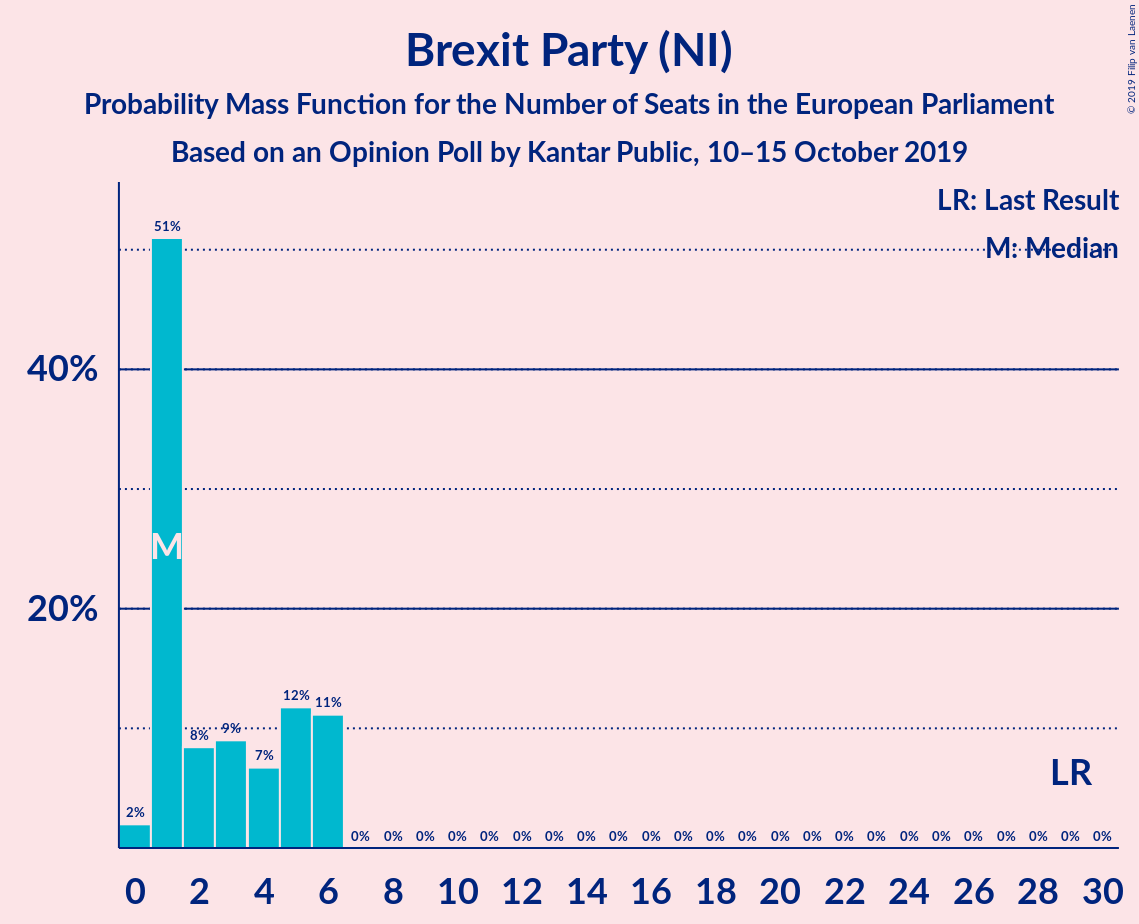 Brexit Party (NI)
Probability Mass Function for the Number of Seats in the European Parliament
Based on an Opinion Poll by Kantar Public, 10–15 October 2019
© 2019 Filip van Laenen
LR: Last Result
M: Median
51%
40%
M
20%
12%
11%
9%
8%
7%
LR
2%
0% 0% 0% 0% 0% 0% 0% 0% 0% 0% 0% 0% 0% 0% 0% 0% 0% 0% 0% 0% 0% 0% 0% 0%
0 2 4 6 8 10 12 14 16 18 20 22 24 26 28 30